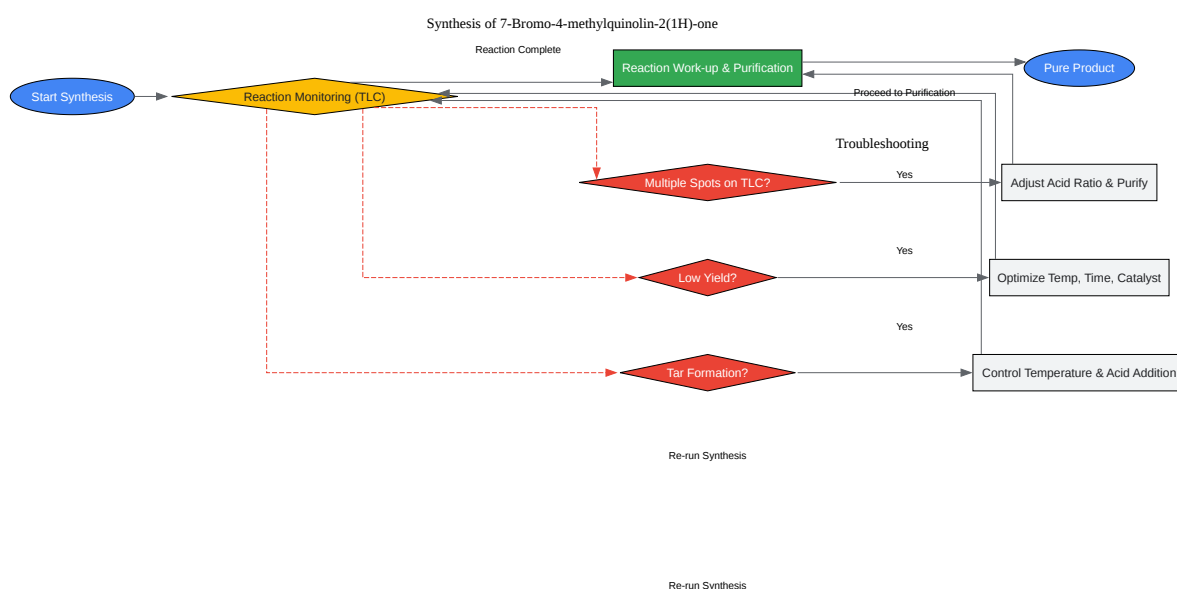 Synthesis of 7-Bromo-4-methylquinolin-2(1H)-one
Reaction Complete
Reaction Work-up & Purification
Pure Product
Start Synthesis
Reaction Monitoring (TLC)
Proceed to Purification
Troubleshooting
Multiple Spots on TLC?
Yes
Adjust Acid Ratio & Purify
Yes
Low Yield?
Optimize Temp, Time, Catalyst
Yes
Tar Formation?
Control Temperature & Acid Addition
Re-run Synthesis
Re-run Synthesis